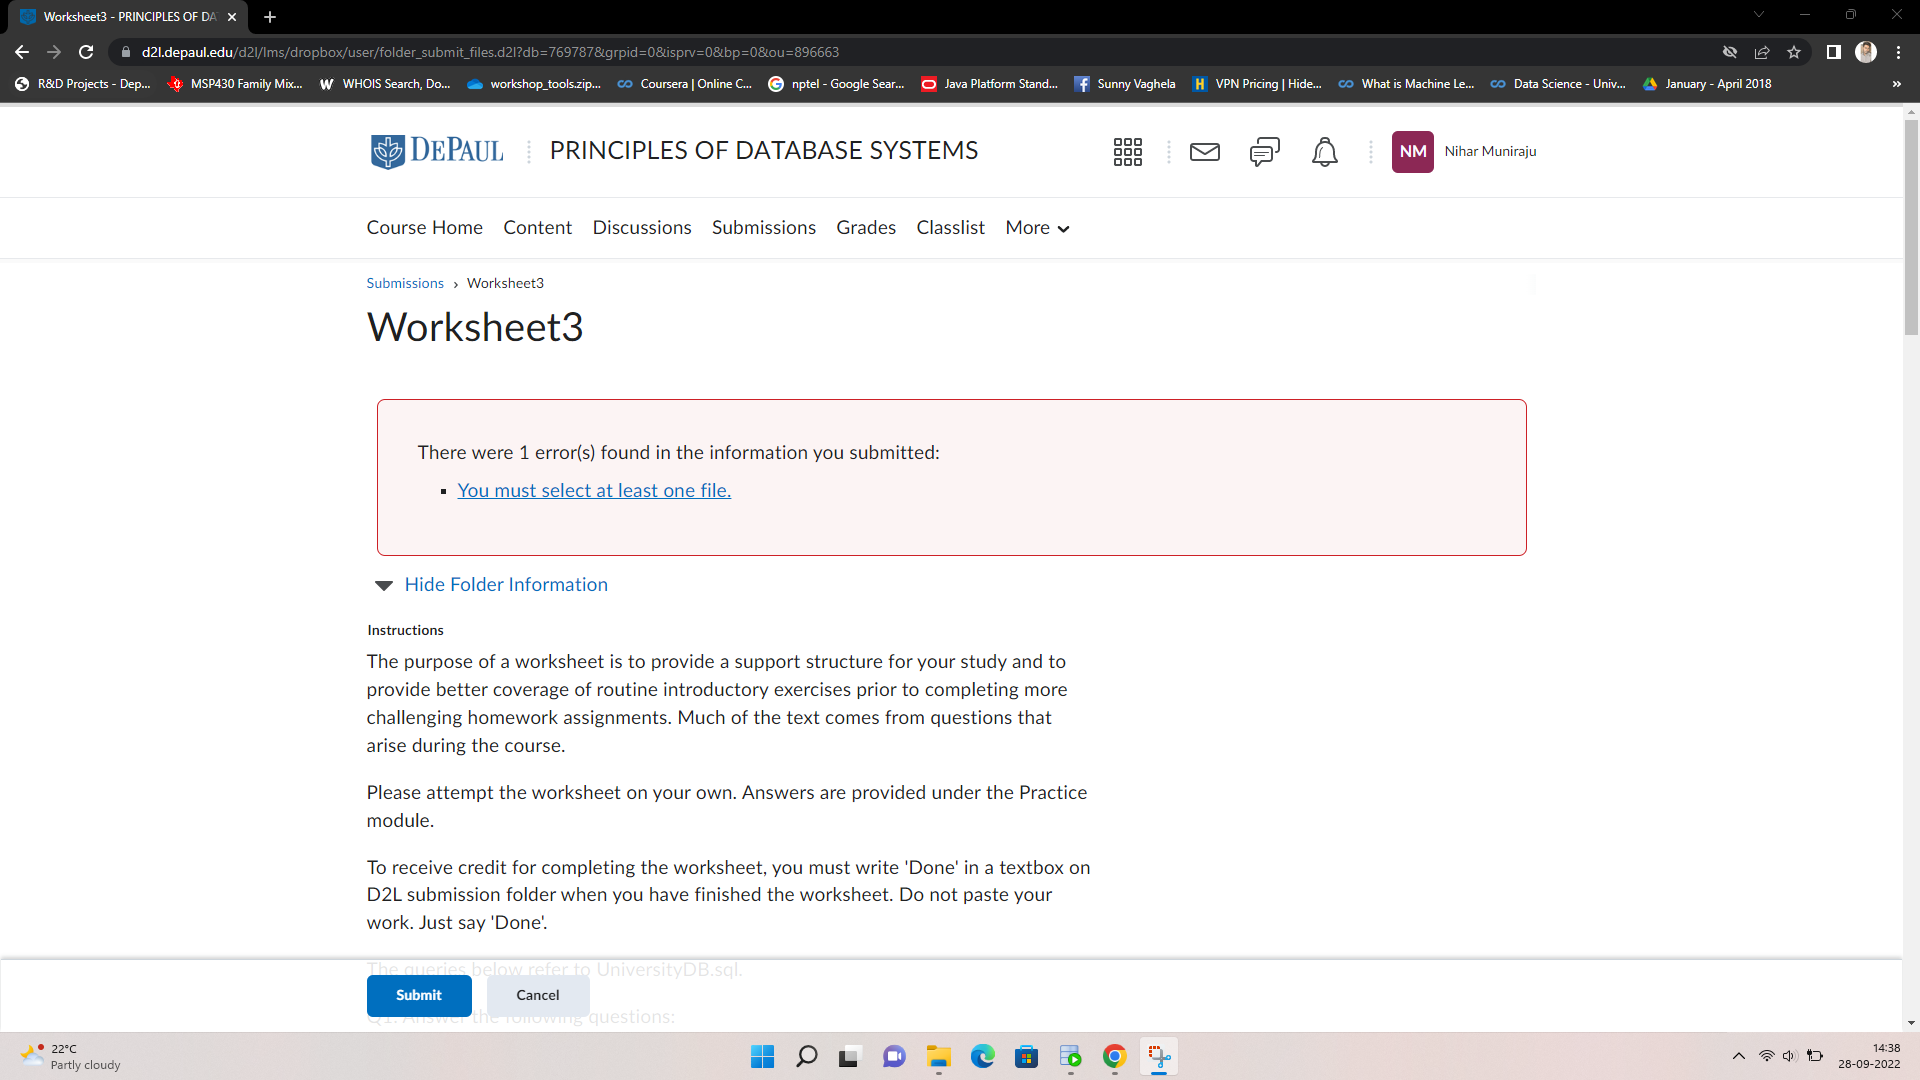 Worksheet3 - PRINCIPLES OF DA
d2l.depaul.edu/d2l/lms/dropbox/user/folder_submit_files.d2l?db=769787&grpid=0&isprv=0&bp=0&ou=896663
R&D Projects - Dep... MSP430 Family Mix... WHOIS Search, Do... workshop_tools.zip... Coursera | Online C... nptel - Google Sear... Java Platform Stand... Sunny Vaghela VPN Pricing | Hide... What is Machine Le... Data Science - Univ... January - April 2018 »
DEPAUL PRINCIPLES OF DATABASE SYSTEMS NM Nihar Muniraju
Course Home Content Discussions Submissions Grades Classlist More
Submissions › Worksheet3
Worksheet3
There were 1 error(s) found in the information you submitted:
You must select at least one file.
Hide Folder Information
Instructions
The purpose of a worksheet is to provide a support structure for your study and to
provide better coverage of routine introductory exercises prior to completing more
challenging homework assignments. Much of the text comes from questions that
arise during the course.
Please attempt the worksheet on your own. Answers are provided under the Practice
module.
To receive credit for completing the worksheet, you must write 'Done' in a textbox on
D2L submission folder when you have finished the worksheet. Do not paste your
work. Just say 'Done'.
The queries below refer to UniversityDB.sql.
Submit Cancel
Q1. Answer the following questions:
22°C
Partly cloudy
14:38
28-09-2022